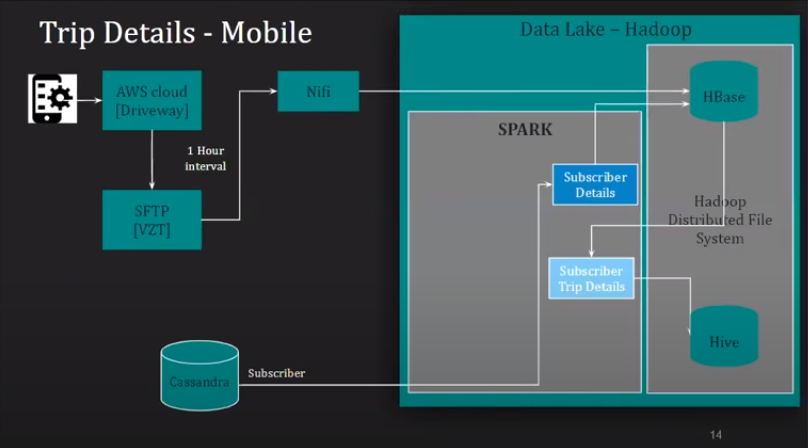 Trip Details - Mobile
Data Lake – Hadoop
AWS cloud
[Driveway]
Nifi
HBase
SPARK
1 Hour
interval
Subscriber
Details
SFTP
[VZT]
Hadoop
Distributed File
System
Subscriber
Trip Details
Hive
Cassandra
Subscriber
14